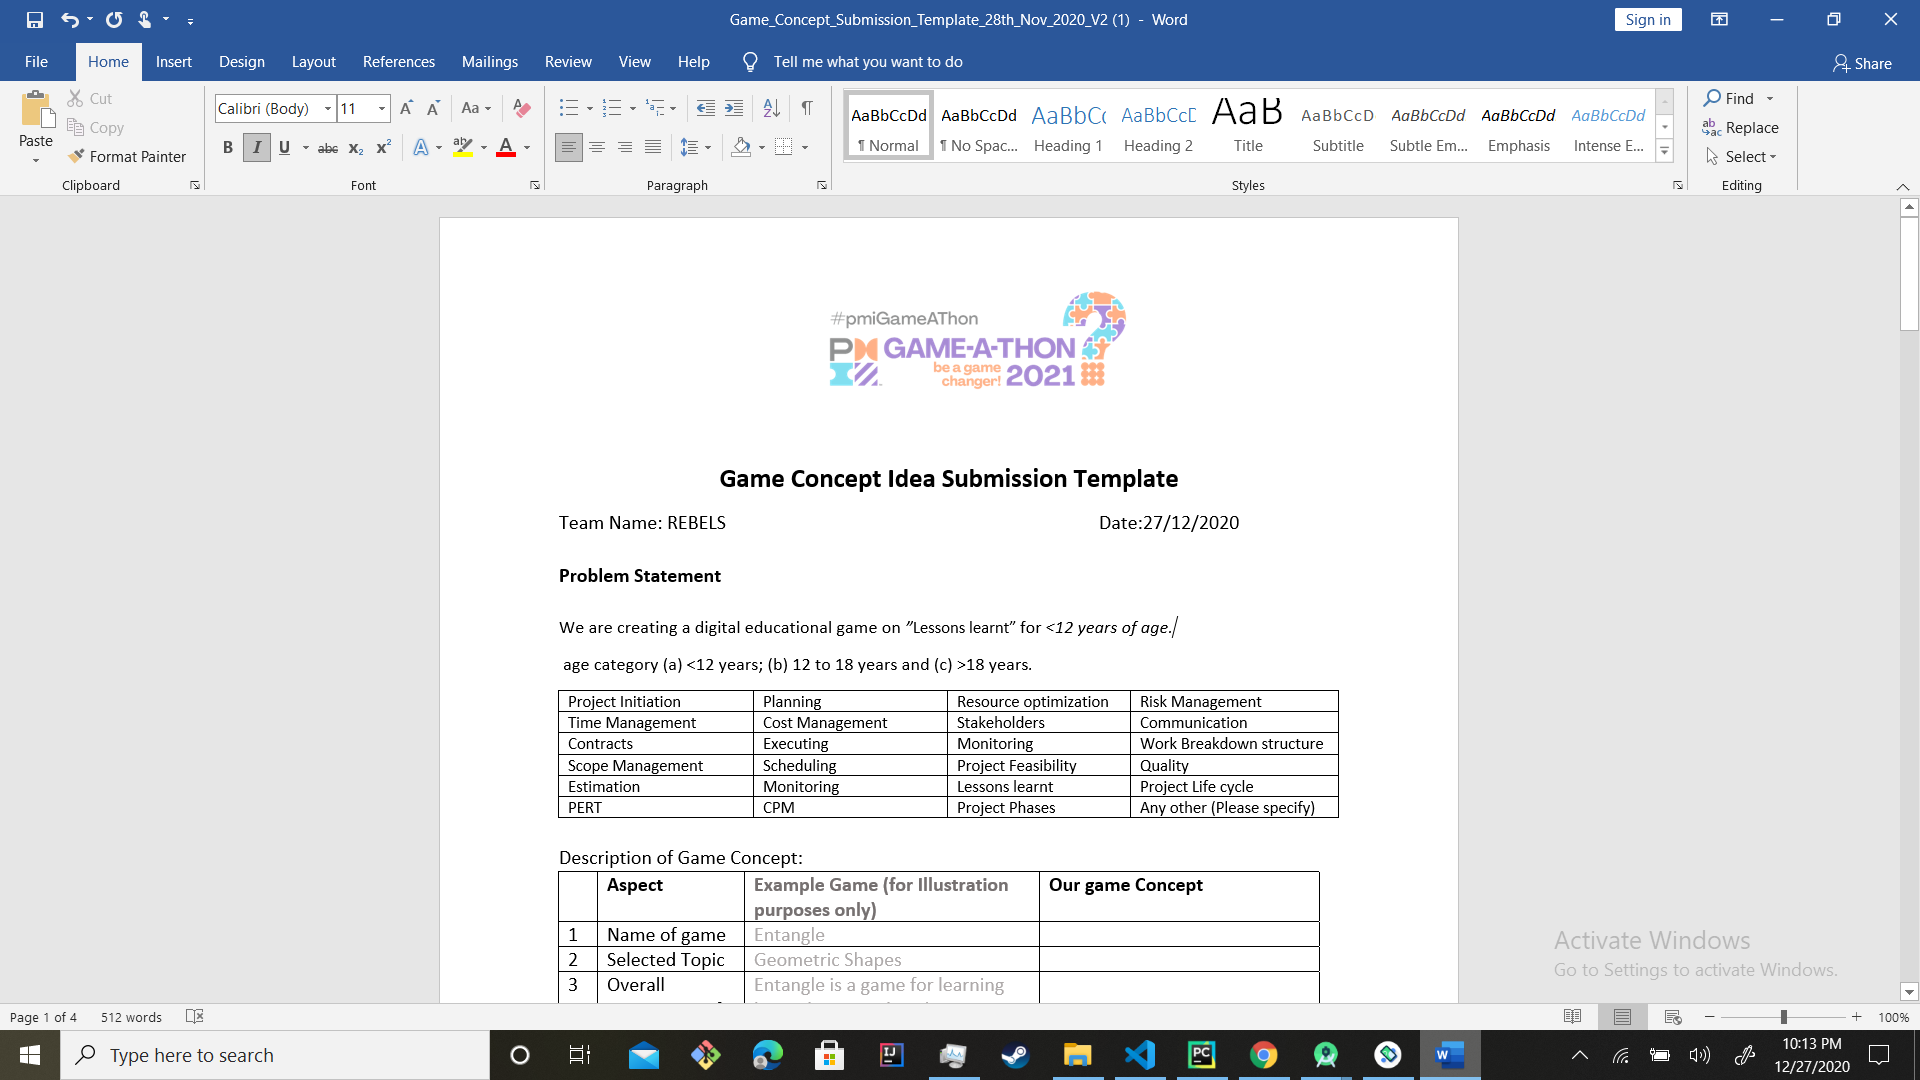 Game_Concept_Submission_Template_28th_Nov_2020_V2 (1) - Word
Sign in
File Home Insert Design Layout References Mailings Review View Help Tell me what you want to do
Share
Paste
Cut
Copy
Format Painter
Clipboard
Calibri (Body) 11
Font
Paragraph
AaBbCcDd AaBbCcDd AaBbCc AaBbCcE AaB AaBbCcD AaBbCcDd AaBbCcDd AaBbCcDd
¶ Normal ¶ No Spac... Heading 1 Heading 2 Title Subtitle Subtle Em... Emphasis Intense E...
Styles
Find
Replace
Select
Editing
#pmiGameAThon
GAME-A-THON
be a game
changer! 2021
Game Concept Idea Submission Template
Team Name: REBELS Date:27/12/2020
Problem Statement
We are creating a digital educational game on ”Lessons learnt” for <12 years of age.
age category (a) <12 years; (b) 12 to 18 years and (c) >18 years.
Project Initiation Planning Resource optimization Risk Management
Time Management Cost Management Stakeholders Communication
Contracts Executing Monitoring Work Breakdown structure
Scope Management Scheduling Project Feasibility Quality
Estimation Monitoring Lessons learnt Project Life cycle
PERT CPM Project Phases Any other (Please specify)
Description of Game Concept:
Aspect Example Game (for Illustration purposes only) Our game Concept
1 Name of game Entangle
2 Selected Topic Geometric Shapes
3 Overall Entangle is a game for learning
Activate Windows
Go to Settings to activate Windows.
Page 1 of 4 512 words
100%
Type here to search
10:13 PM
12/27/2020